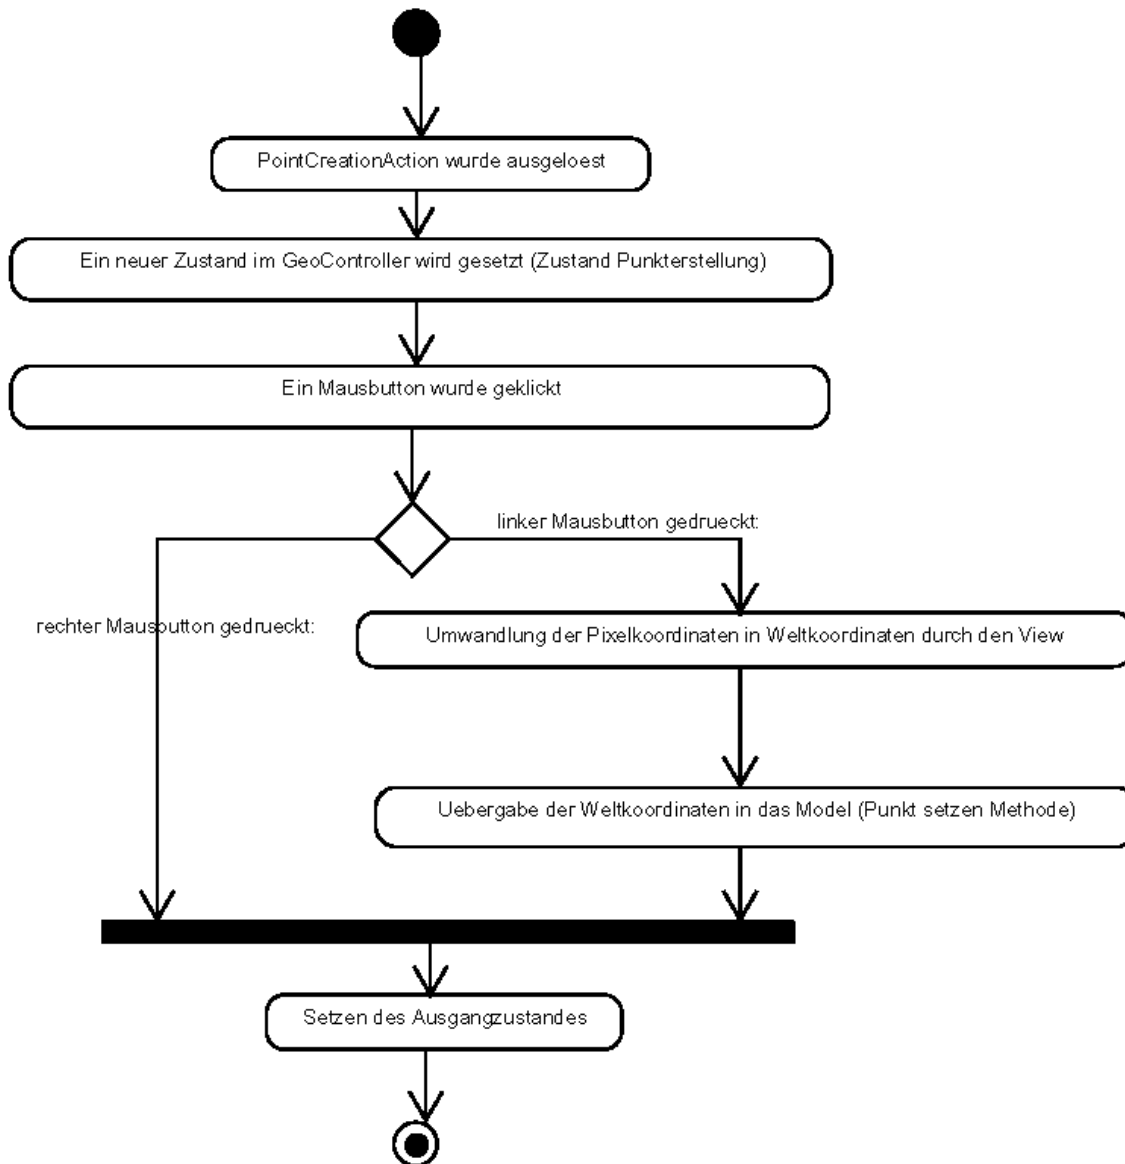 PointCreationAction wurde ausgeloest
Ein neuer Zustand im GeoController wird gesetzt (Zustand Punkterstellung)
Ein Mausbutton wurde geklickt
linker Mausbutton gedrueckt:
rechter Mausbutton gedrueckt:
Umwandlung der Pixelkoordinaten in Weltkoordinaten durch den View
Uebergabe der Weltkoordinaten in das Model (Punkt setzen Methode)
Setzen des Ausgangzustandes